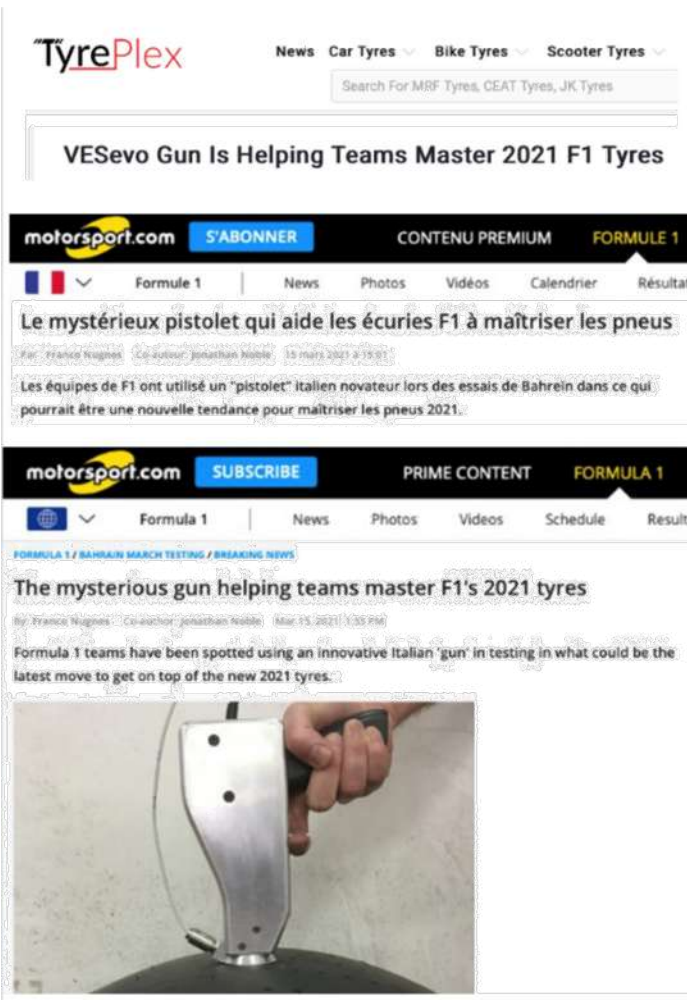 TyrePlex
News Car Tyres Bike Tyres Scooter Tyres
Search For MRF Tyres, CEAT Tyres, JK Tyres
VESevo Gun Is Helping Teams Master 2021 F1 Tyres
motorsport.com S'ABONNER CONTENU PREMIUM FORMULE 1
Formule 1 News Photos Vidéos Calendrier Résultat
Le mystérieux pistolet qui aide les écuries F1 à maîtriser les pneus
Par: Franco Nugnes Co-auteur: Jonathan Noble 15 mars 2021 à 15:01
Les équipes de F1 ont utilisé un "pistolet" italien novateur lors des essais de Bahreïn dans ce qui
pourrait être une nouvelle tendance pour maîtriser les pneus 2021.
motorsport.com SUBSCRIBE PRIME CONTENT FORMULA 1
Formula 1 News Photos Videos Schedule Result
FORMULA 1 / BAHRAIN MARCH TESTING / BREAKING NEWS
The mysterious gun helping teams master F1's 2021 tyres
By: Franco Nugnes Co-author: Jonathan Noble Mar 15, 2021, 1:55 PM
Formula 1 teams have been spotted using an innovative Italian 'gun' in testing in what could be the
latest move to get on top of the new 2021 tyres.